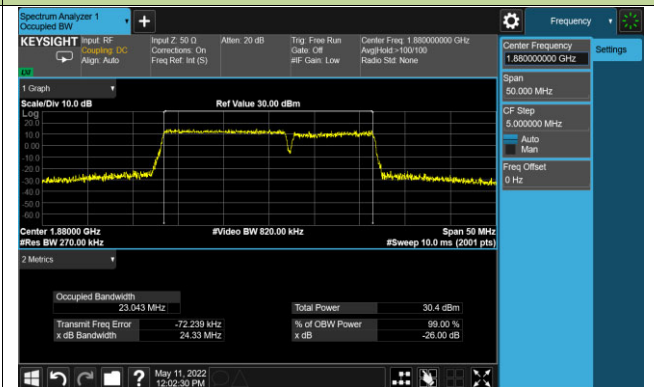 Spectrum Analyzer 1
Occupied BW
Frequency
KEYSIGHT
Input: RF
Coupling: DC
Align: Auto
Input Z: 50 Ω
Corrections: On
Freq Ref: Int (S)
Atten: 20 dB
Trig: Free Run
Gate: Off
#IF Gain: Low
Center Freq: 1.880000000 GHz
Avg|Hold:>100/100
Radio Std: None
Center Frequency
1.880000000 GHz
Settings
Span
50.000 MHz
CF Step
5.000000 MHz
Auto
Man
Freq Offset
0 Hz
1 Graph
Scale/Div 10.0 dB
Ref Value 30.00 dBm
Log
20.0
10.0
0.00
-10.0
-20.0
-30.0
-40.0
-50.0
-60.0
Center 1.88000 GHz
#Video BW 820.00 kHz
Span 50 MHz
#Res BW 270.00 kHz
#Sweep 10.0 ms (2001 pts)
2 Metrics
Occupied Bandwidth
23.043 MHz
Total Power
30.4 dBm
Transmit Freq Error
-72.239 kHz
% of OBW Power
99.00 %
x dB Bandwidth
24.33 MHz
x dB
-26.00 dB
?
May 11, 2022
12:02:30 PM